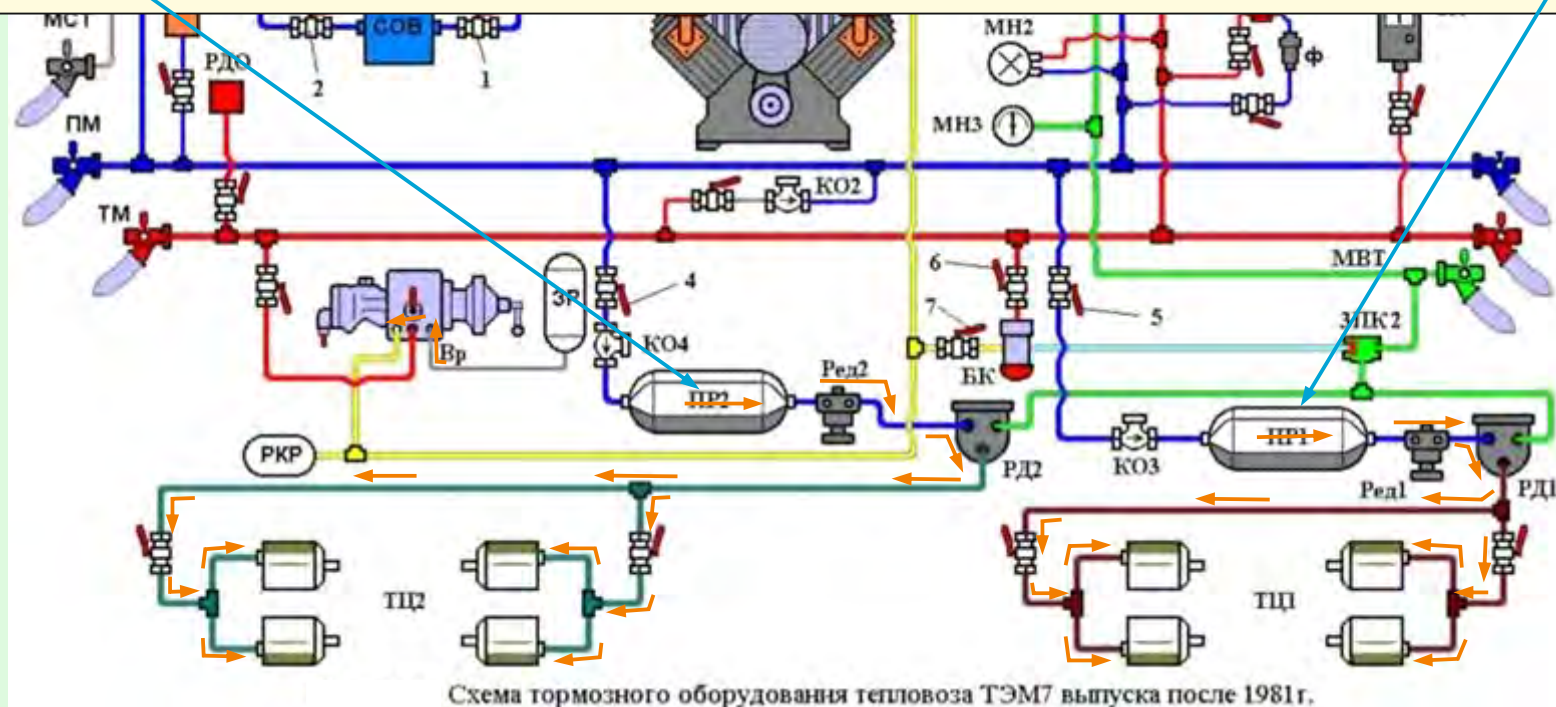 МСТ
СОВ
МН2
РДО
2
1
Ф
ПМ
МН3
КО2
ТМ
МВТ
6
4
ЗР
7
5
ЗПК2
КО4
Вр
БК
Ред2
ПР2
РКР
РД2
КО3
ПР1
Ред1
РД1
ТЦ2
ТЦ1
Схема тормозного оборудования тепловоза ТЭМ7 выпуска после 1981г.